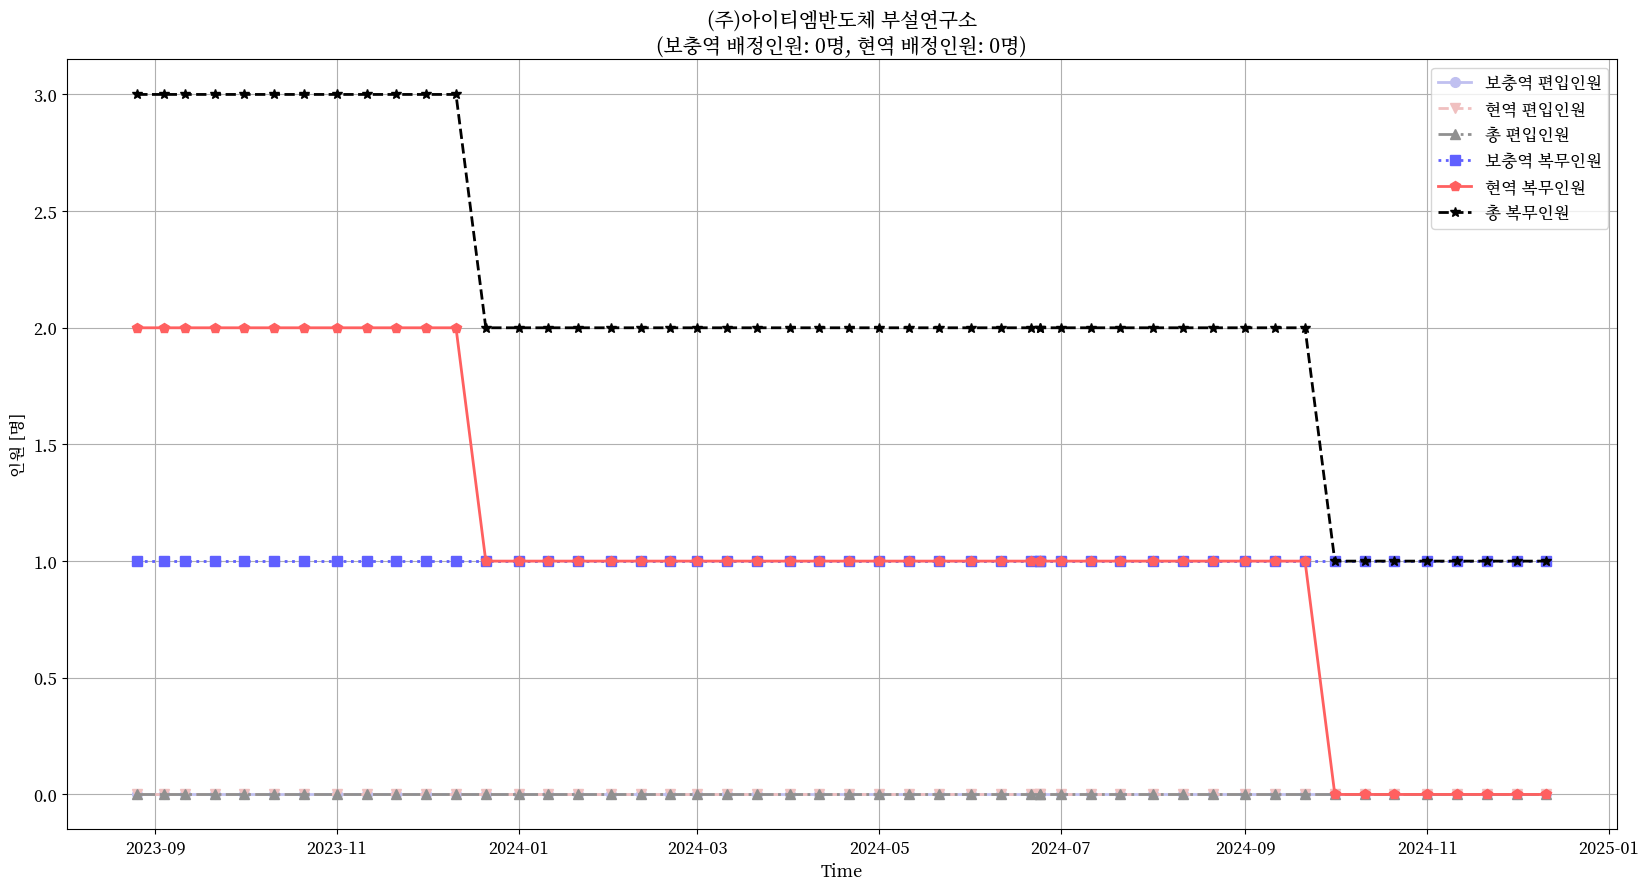 (주)아이티엠반도체 부설연구소
(보충역 배정인원: 0명, 현역 배정인원: 0명)
보충역 편입인원
현역 편입인원
총 편입인원
보충역 복무인원
현역 복무인원
총 복무인원
인원 [명]
3.0
2.5
2.0
1.5
1.0
0.5
0.0
2023-09
2023-11
2024-01
2024-03
2024-05
2024-07
2024-09
2024-11
2025-01
Time